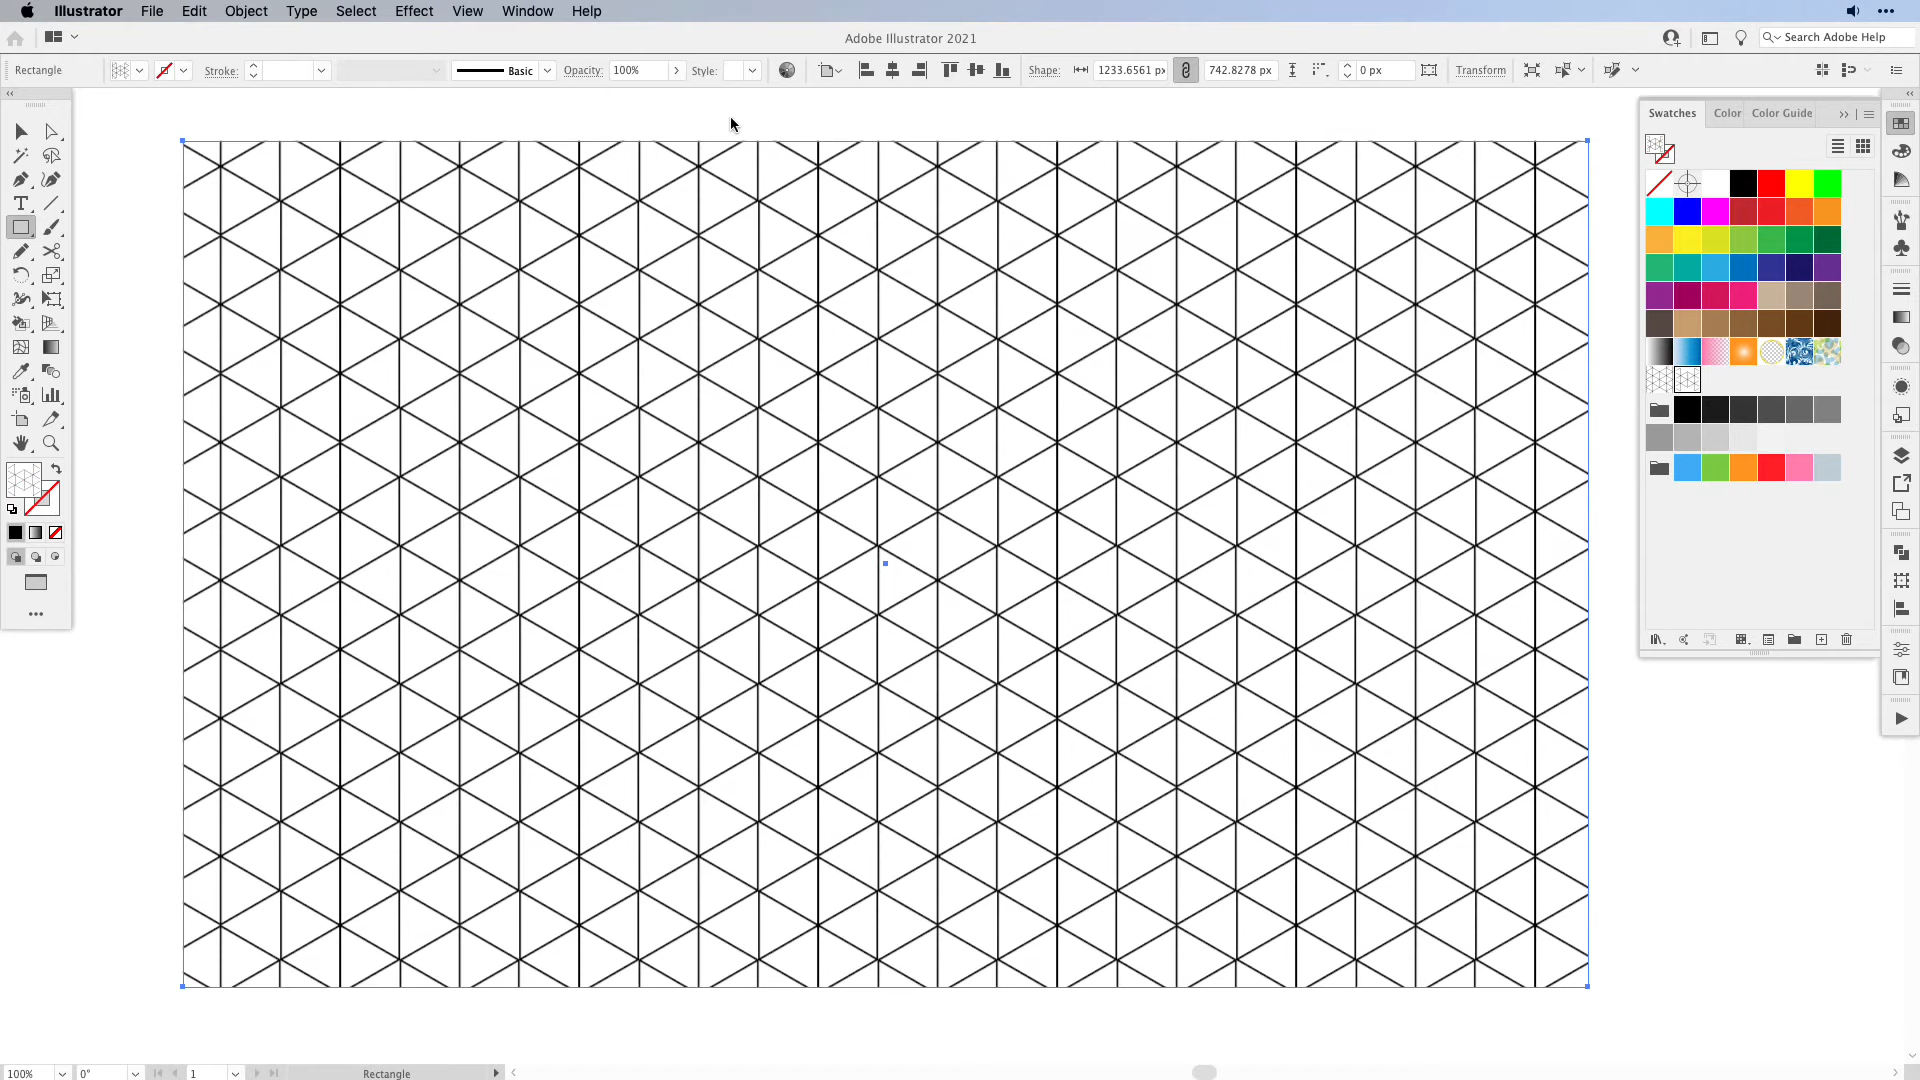 Illustrator File Edit Object Type Select Effect View Window Help
Adobe Illustrator 2021
Search Adobe Help
Rectangle Stroke: Basic Opacity: 100% Style: Shape: 1233.6561 px 742.8278 px 0 px Transform
Swatches Color Color Guide
100% 0° 1 Rectangle